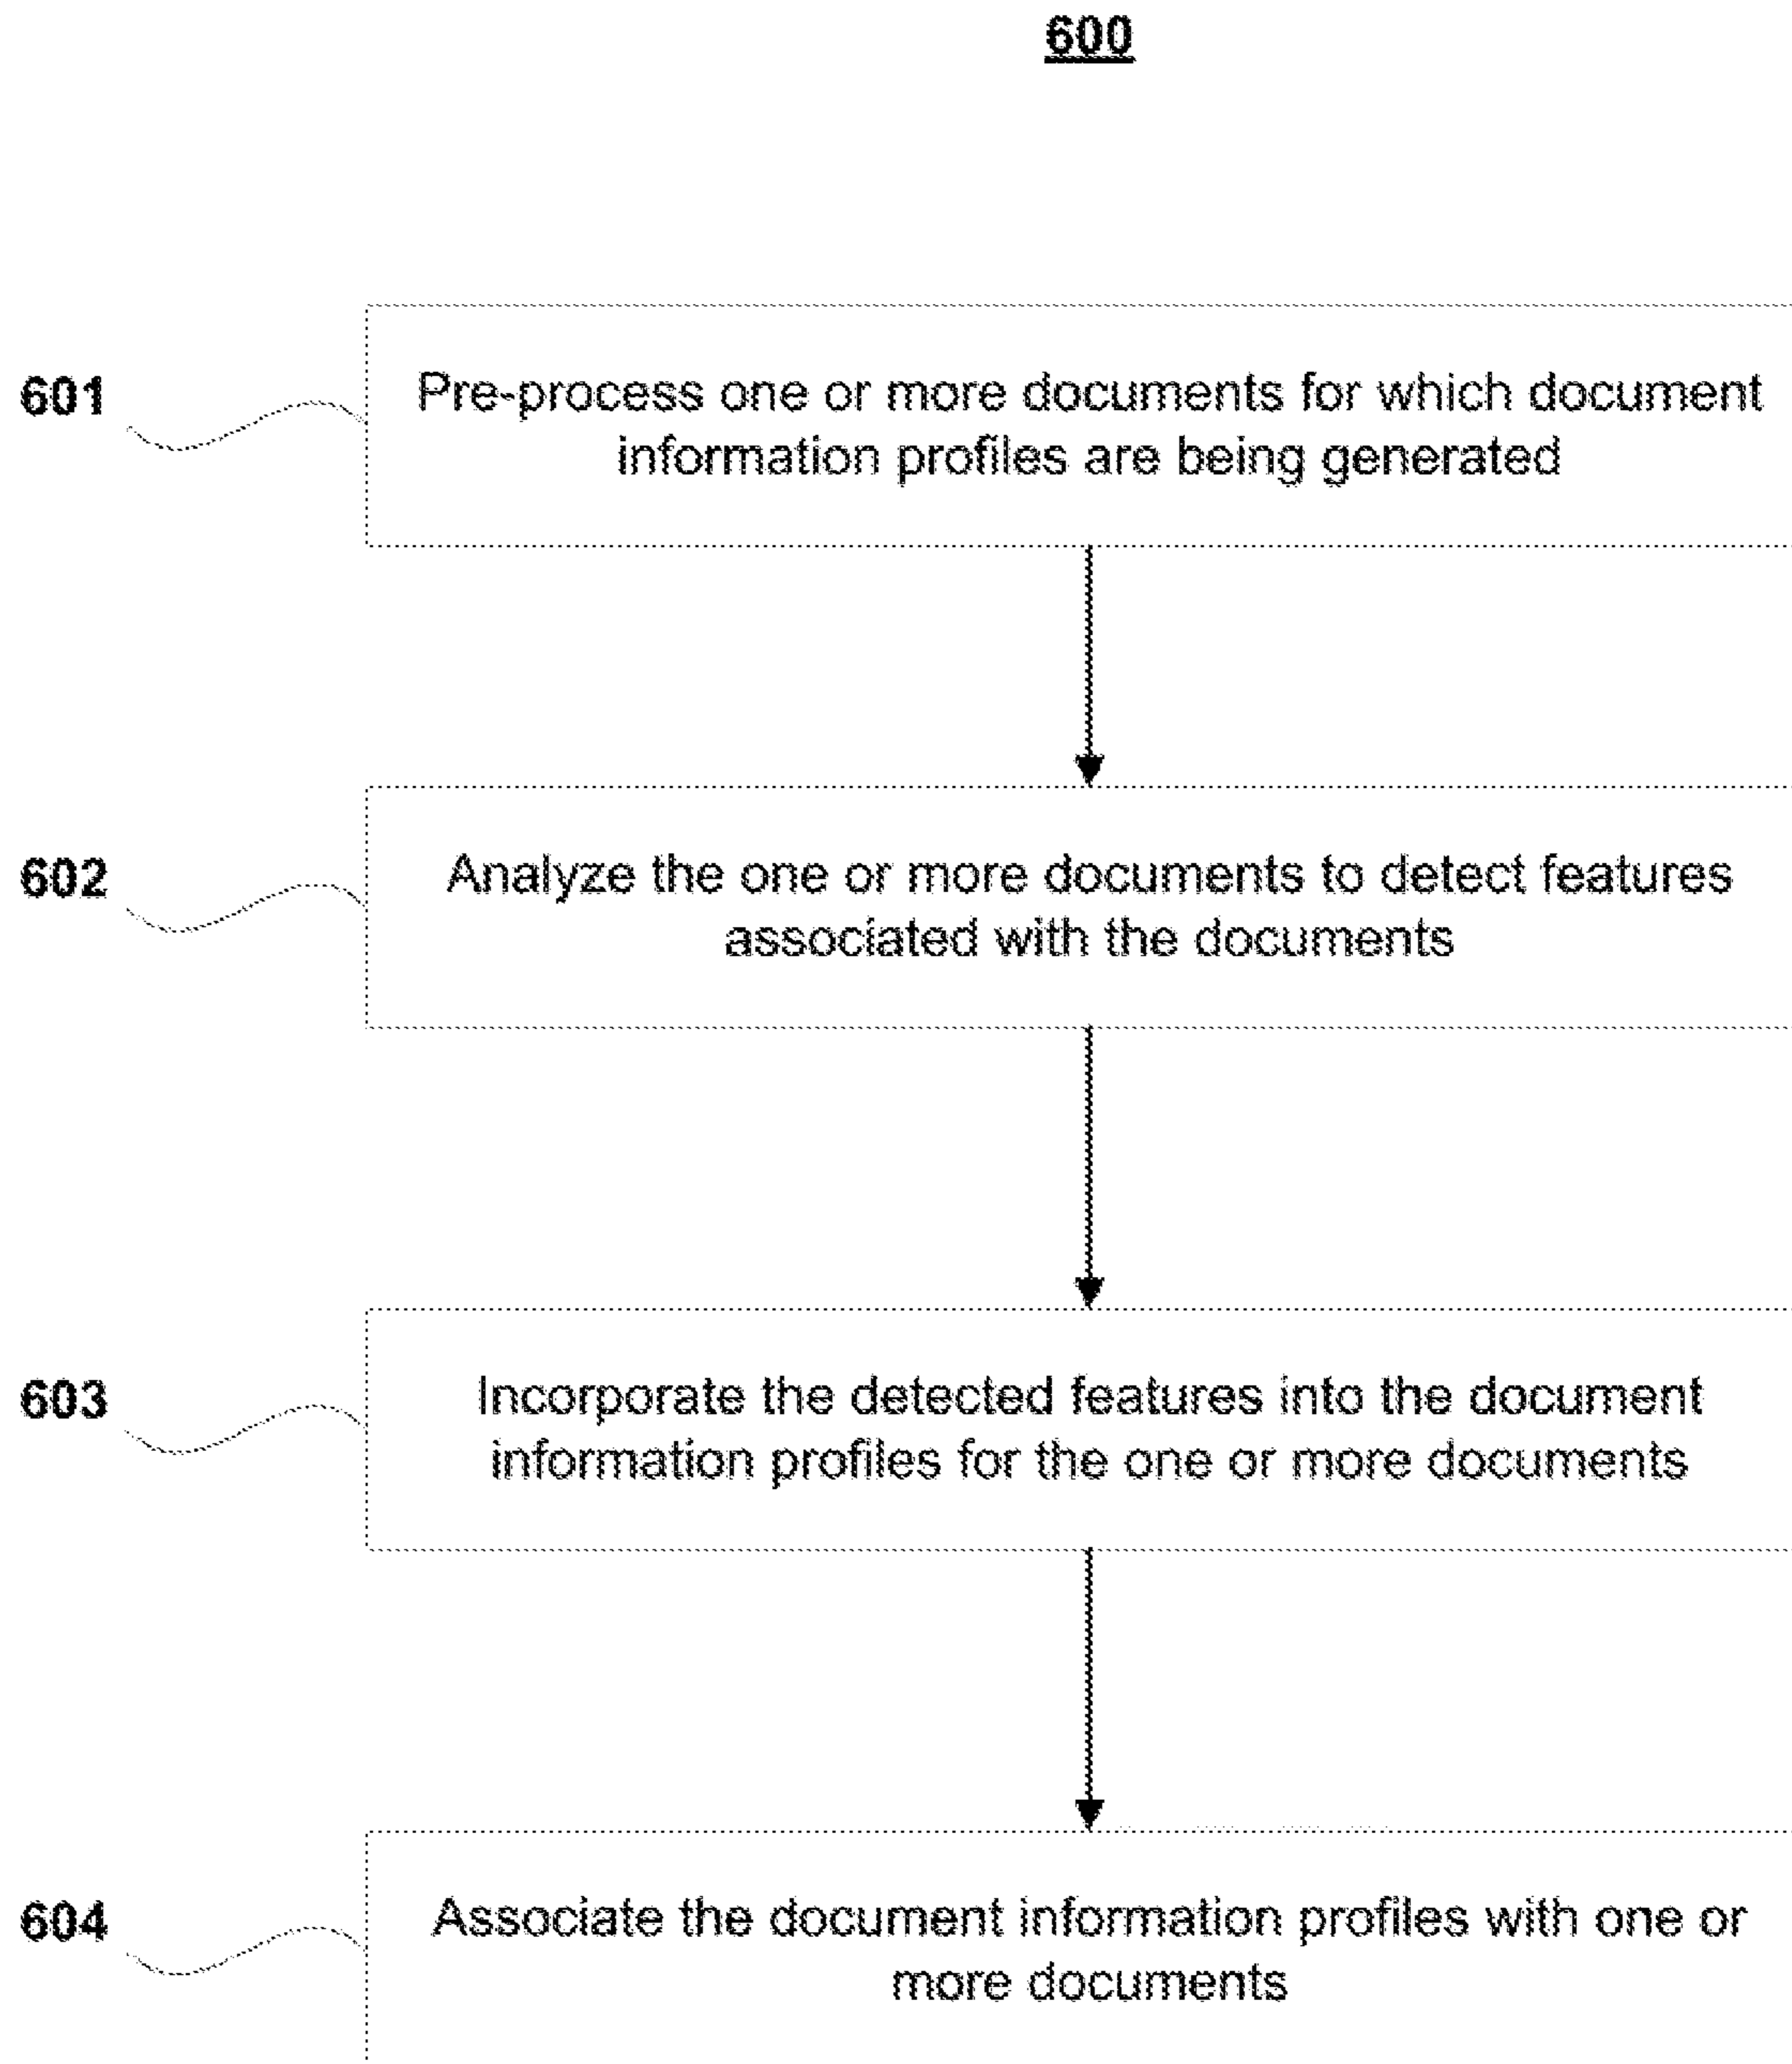 600
601
Pre-process one or more documents for which document
information profiles are being generated
602
Analyze the one or more documents to detect features
associated with the documents
603
Incorporate the detected features into the document
information profiles for the one or more documents
604
Associate the document information profiles with one or
more documents